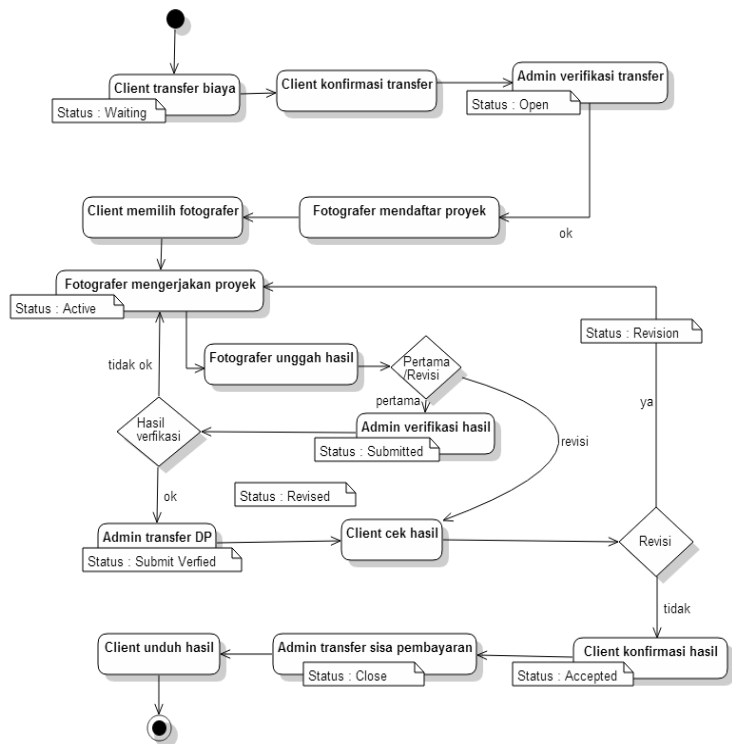 Client transfer biaya
Status : Waiting
Client konfirmasi transfer
Admin verifikasi transfer
Status : Open
ok
Fotografer mendaftar proyek
Client memilih fotografer
Fotografer mengerjakan proyek
Status : Active
Status : Revision
tidak ok
Fotografer unggah hasil
Pertama
/Revisi
pertama
Admin verifikasi hasil
Status : Submitted
Hasil
verfikasi
ya
revisi
ok
Status : Revised
Admin transfer DP
Status : Submit Verfied
Client cek hasil
Revisi
tidak
Client konfirmasi hasil
Status : Accepted
Admin transfer sisa pembayaran
Status : Close
Client unduh hasil